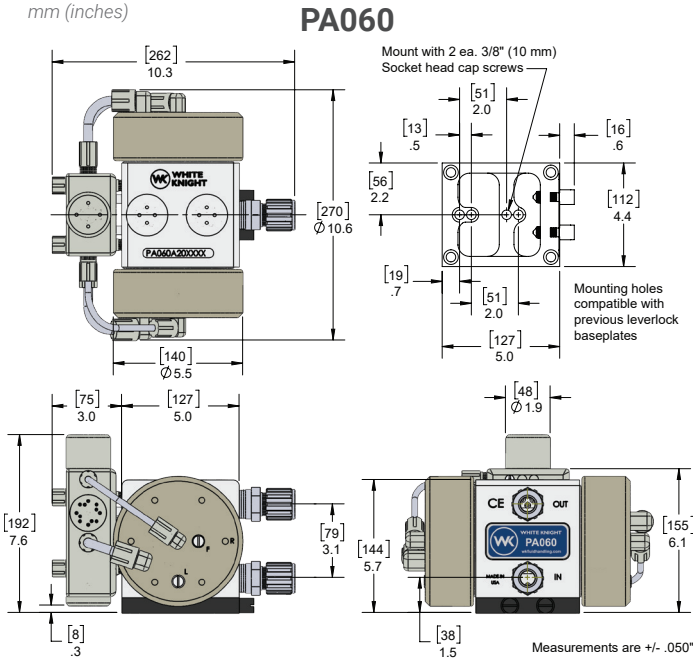 mm (inches)
PA060
[262]
10.3
WK WHITE
KNIGHT
PA060A20XXXX
[270]
Ø 10.6
[140]
Ø 5.5
Mount with 2 ea. 3/8" (10 mm)
Socket head cap screws
[51]
2.0
[13]
.5
[16]
.6
[56]
2.2
[112]
4.4
[19]
.7
[51]
2.0
[127]
5.0
Mounting holes
compatible with
previous leverlock
baseplates
[75]
3.0
[127]
5.0
[192]
7.6
F
R
L
[79]
3.1
[8]
.3
[48]
Ø 1.9
CE
OUT
WK
WHITE KNIGHT
PA060
wkfluidhandling.com
MADE IN
USA
IN
[144]
5.7
[155]
6.1
[38]
1.5
Measurements are +/- .050"